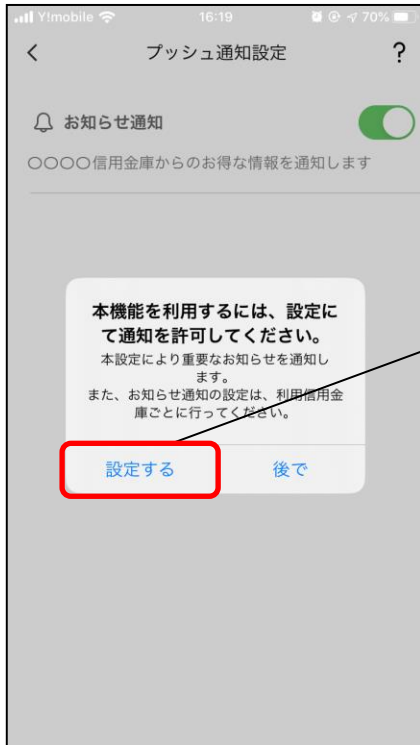 Y!mobile 16:19 70%
プッシュ通知設定 ?
お知らせ通知
〇〇〇〇信用金庫からのお得な情報を通知します
本機能を利用するには、設定に
て通知を許可してください。
本設定により重要なお知らせを通知し
ます。
また、お知らせ通知の設定は、利用信用金
庫ごとに行ってください。
設定する 後で